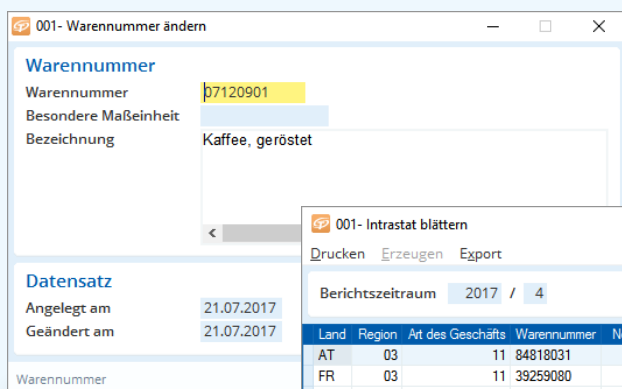 001- Warennummer ändern
Warennummer
Warennummer 07120901
Besondere Maßeinheit
Bezeichnung Kaffee, geröstet
Datensatz
Angelegt am 21.07.2017
Geändert am 21.07.2017
Warennummer
001- Intrastat blättern
Drucken Erzeugen Export
Berichtszeitraum 2017 / 4
Land Region Art des Geschäfts Warennummer
AT 03 11 84818031
FR 03 11 39259080